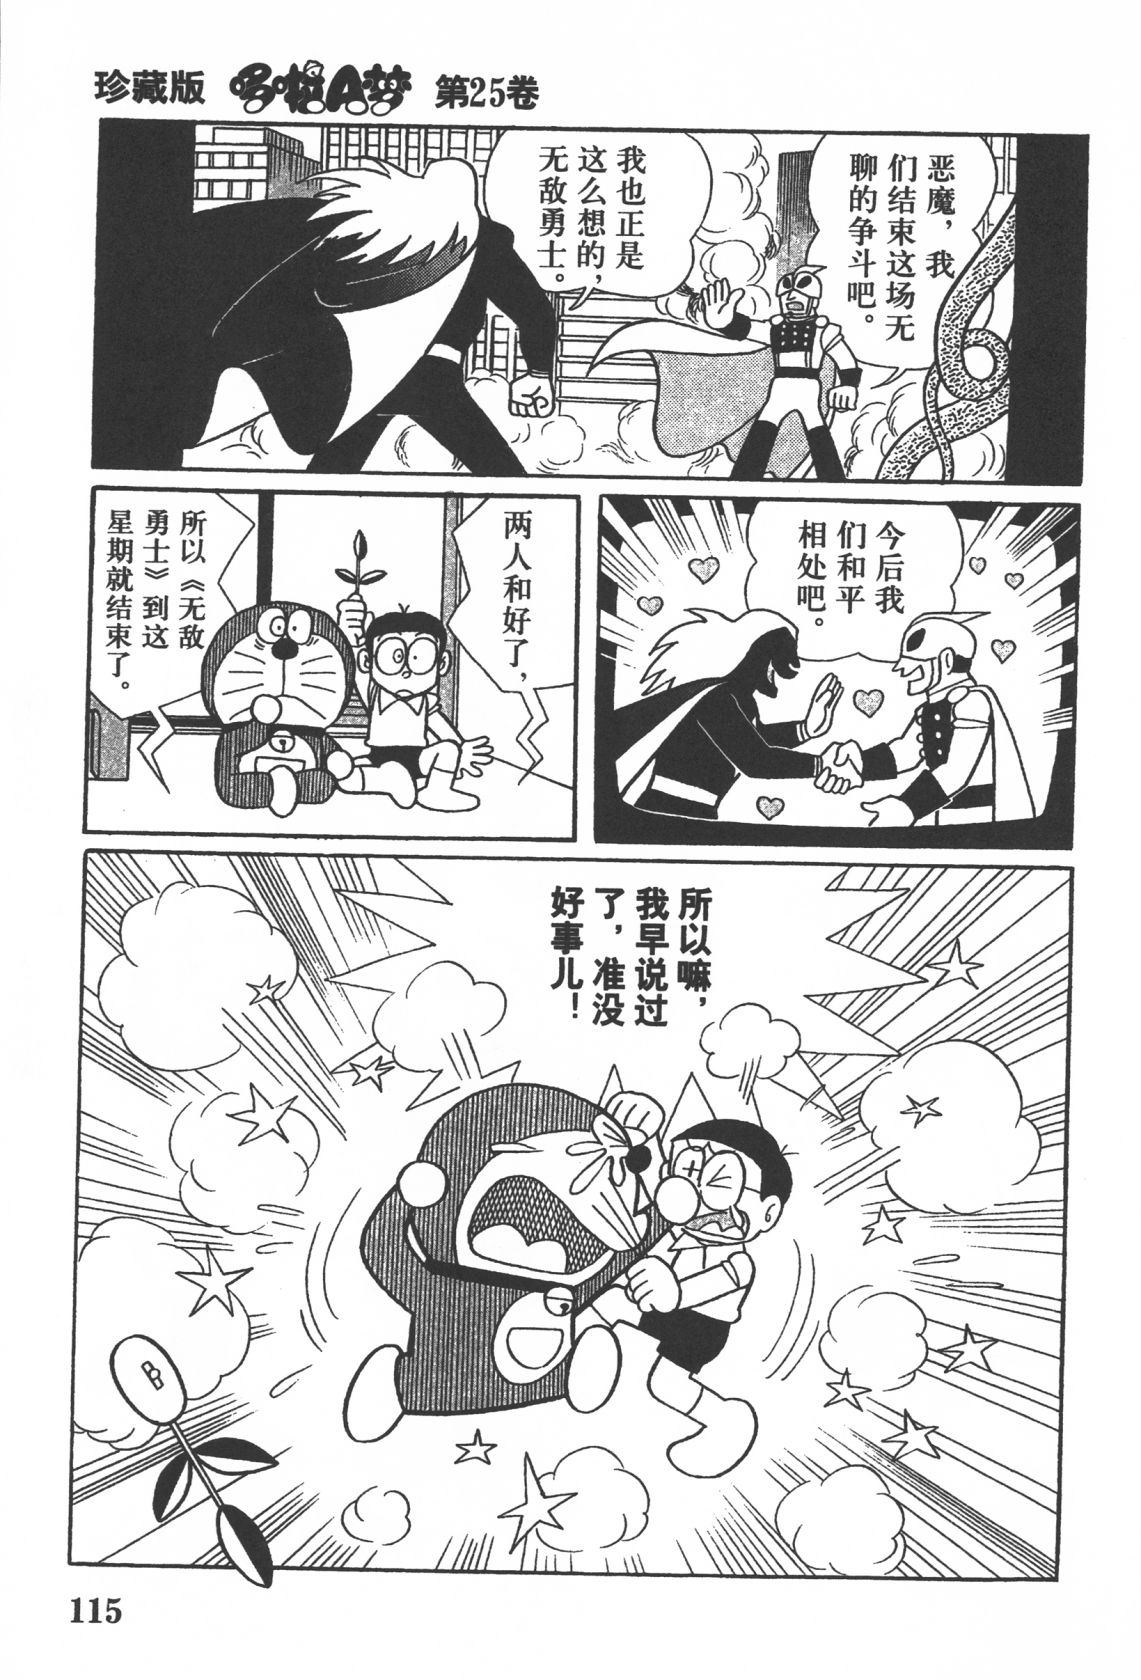 珍藏版 哆啦A梦 第25卷
恶魔，我
们结束这场无
聊的争斗吧。
我也正是
这么想的，
无敌勇士。
今后我
们和平
相处吧。
两人和好了，
所以《无敌
勇士》到这
星期就结束了。
所以嘛，
我早说过
了，准没
好事儿！
115